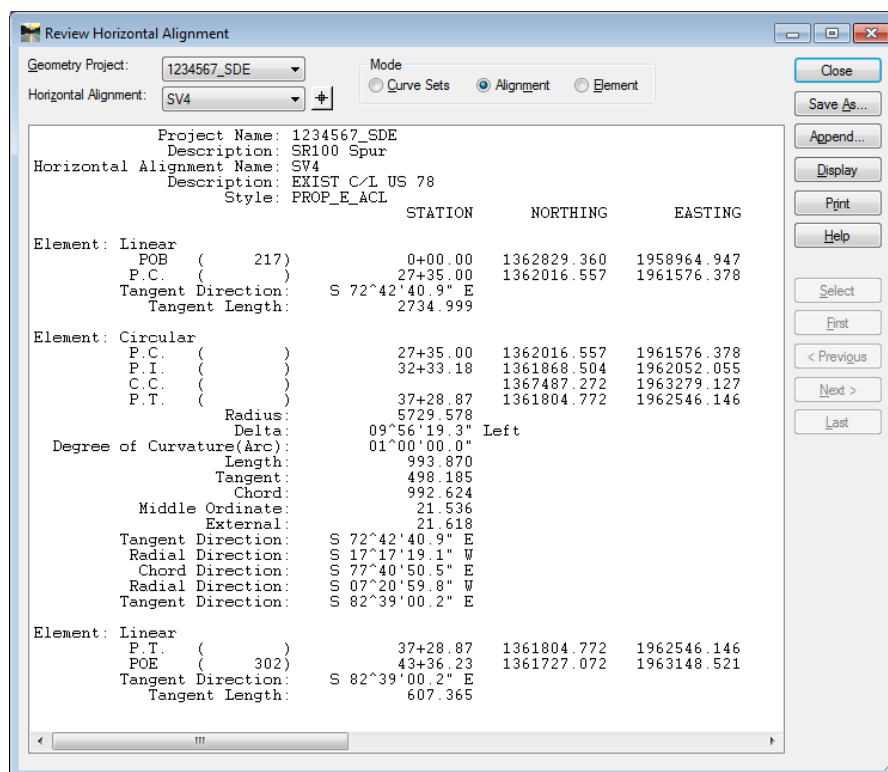 Review Horizontal Alignment
Geometry Project: 1234567_SDE
Horizontal Alignment: SV4
Mode
Curve Sets Alignment Element
Close
Save As...
Append...
Display
Print
Help
Select
First
< Previous
Next >
Last
Project Name: 1234567_SDE
Description: SR100 Spur
Horizontal Alignment Name: SV4
Description: EXIST C/L US 78
Style: PROP_E_ACL
STATION NORTHING EASTING
Element: Linear
POB ( 217) 0+00.00 1362829.360 1958964.947
P.C. ( ) 27+35.00 1362016.557 1961576.378
Tangent Direction: S 72^42'40.9" E
Tangent Length: 2734.999
Element: Circular
P.C. ( ) 27+35.00 1362016.557 1961576.378
P.I. ( ) 32+33.18 1361868.504 1962052.055
C.C. ( ) 1367487.272 1963279.127
P.T. ( ) 37+28.87 1361804.772 1962546.146
Radius: 5729.578
Delta: 09^56'19.3" Left
Degree of Curvature(Arc): 01^00'00.0"
Length: 993.870
Tangent: 498.185
Chord: 992.624
Middle Ordinate: 21.536
External: 21.618
Tangent Direction: S 72^42'40.9" E
Radial Direction: S 17^17'19.1" W
Chord Direction: S 77^40'50.5" E
Radial Direction: S 07^20'59.8" W
Tangent Direction: S 82^39'00.2" E
Element: Linear
P.T. ( ) 37+28.87 1361804.772 1962546.146
POE ( 302) 43+36.23 1361727.072 1963148.521
Tangent Direction: S 82^39'00.2" E
Tangent Length: 607.365